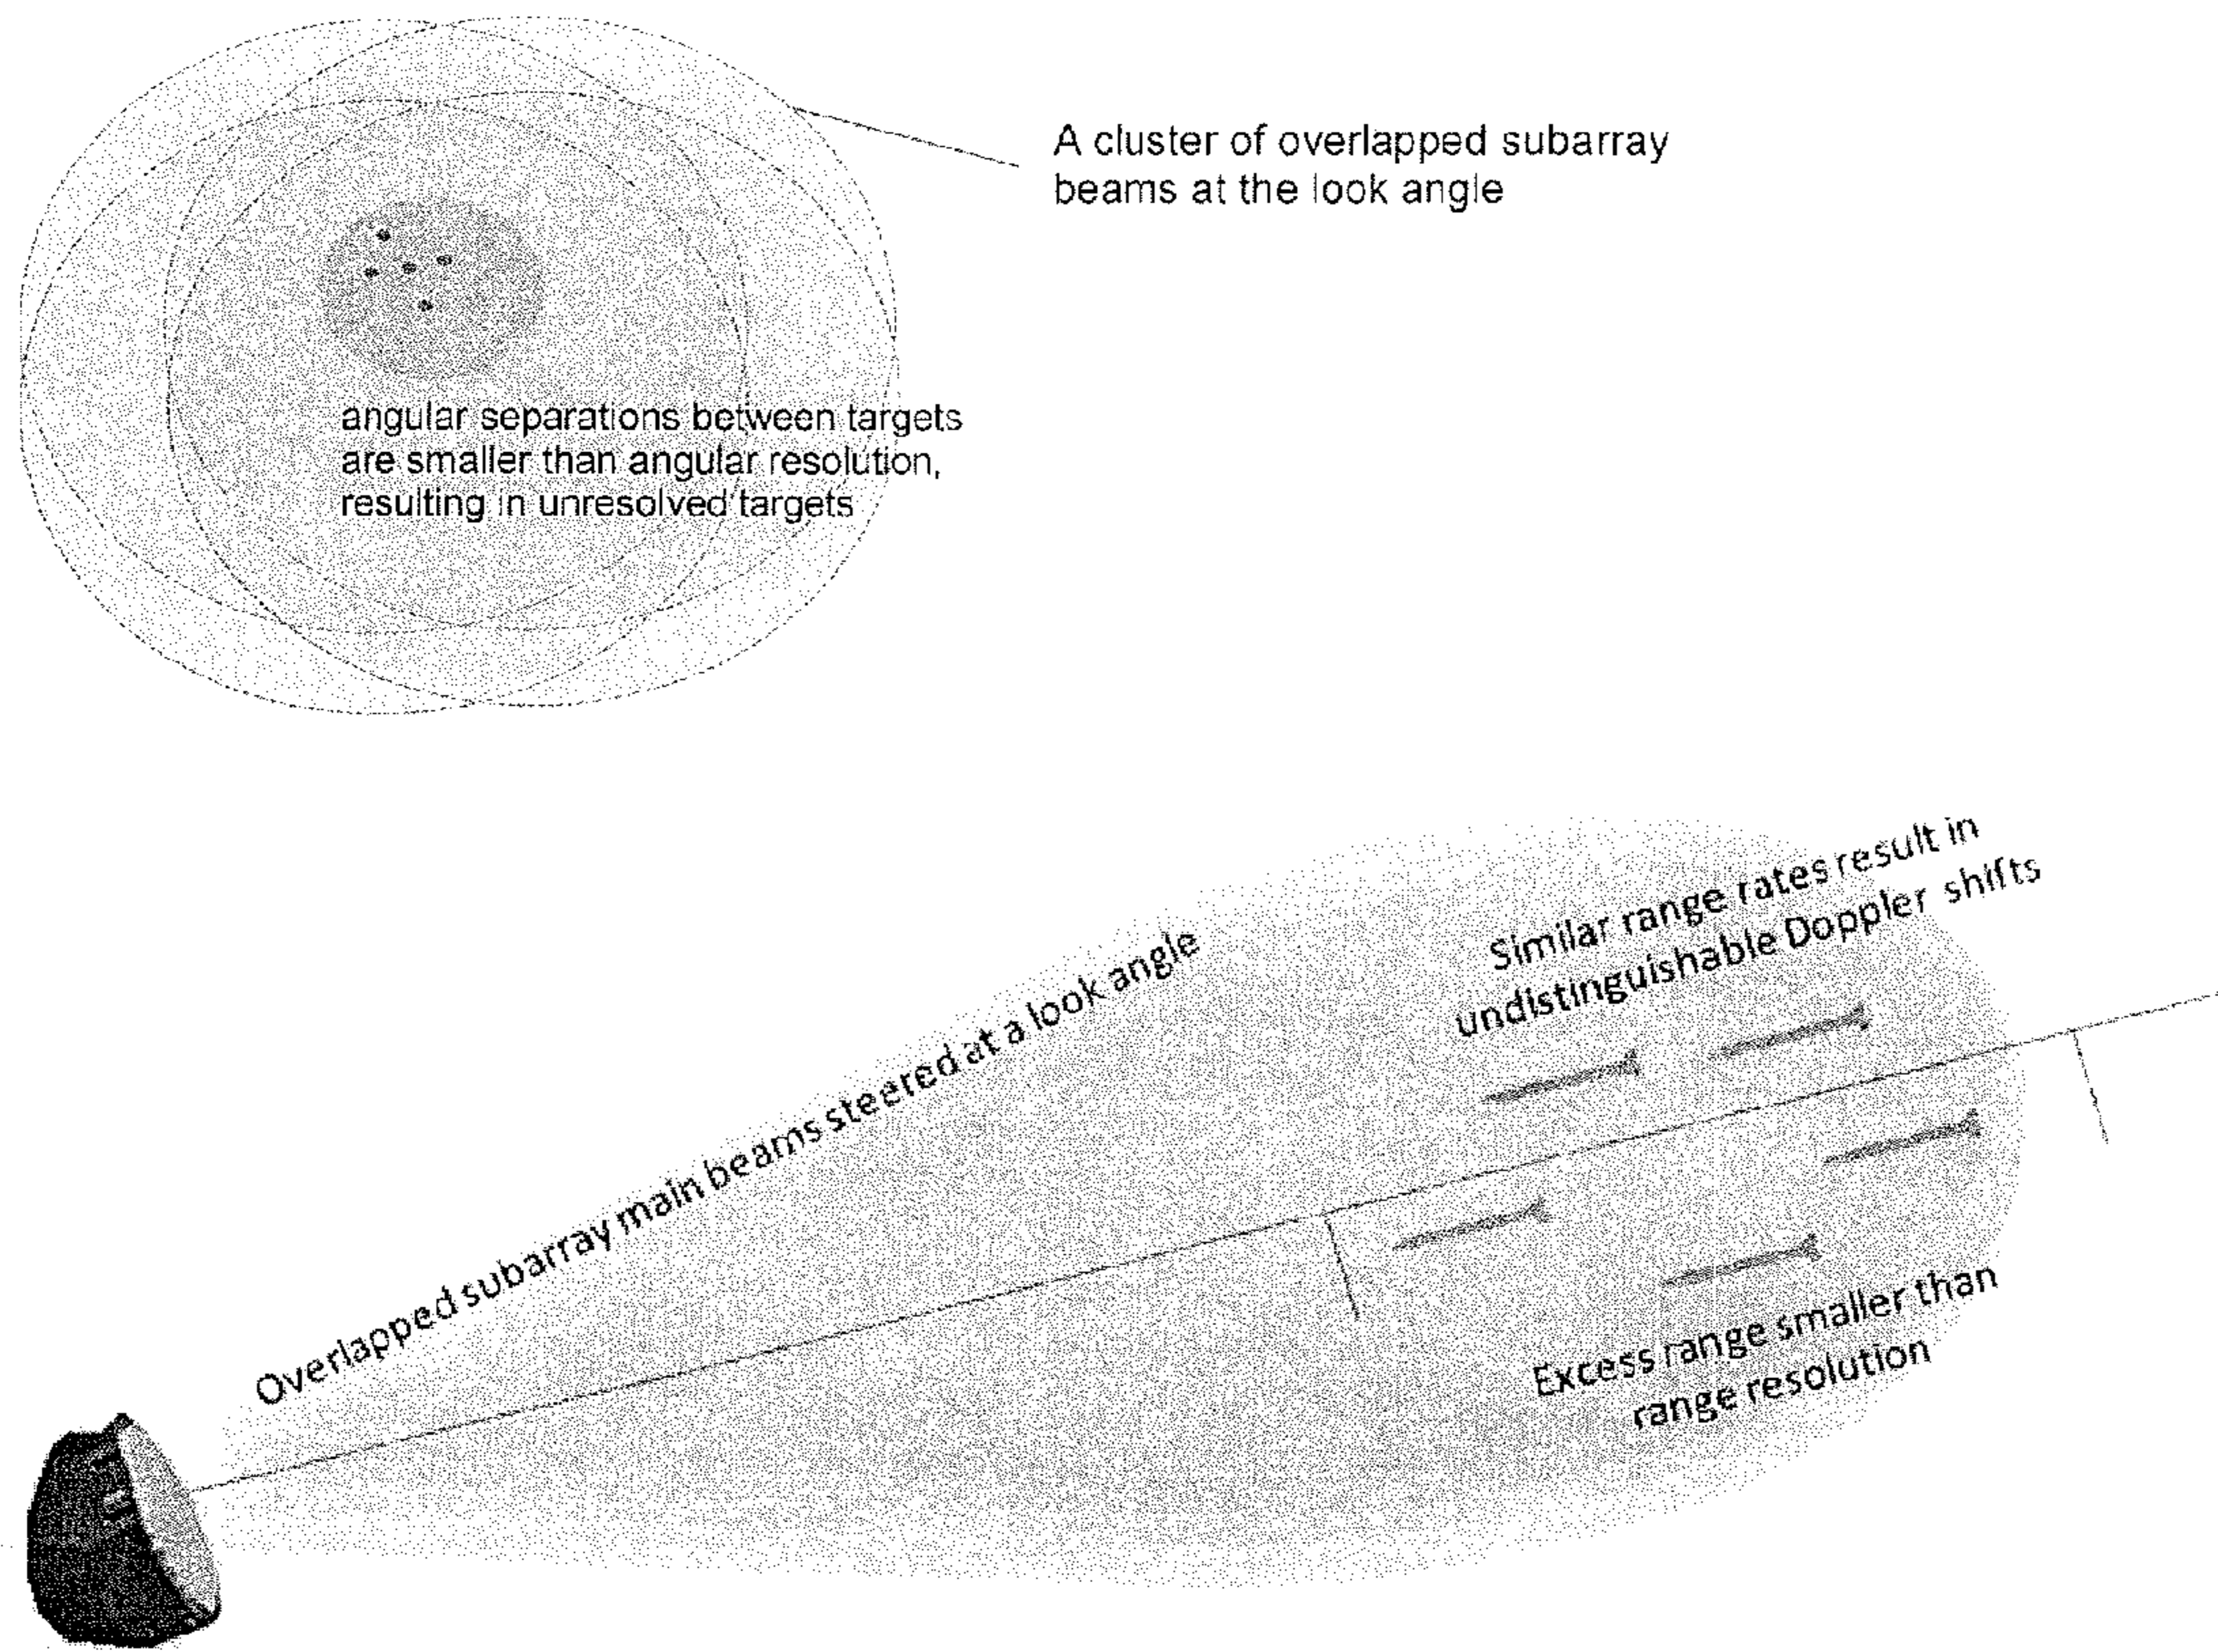 A cluster of overlapped subarray
beams at the look angle
angular separations between targets
are smaller than angular resolution,
resulting in unresolved targets
Overlapped subarray main beams steered at a look angle
Similar range rates result in
undistinguishable Doppler shifts
Excess range smaller than
range resolution